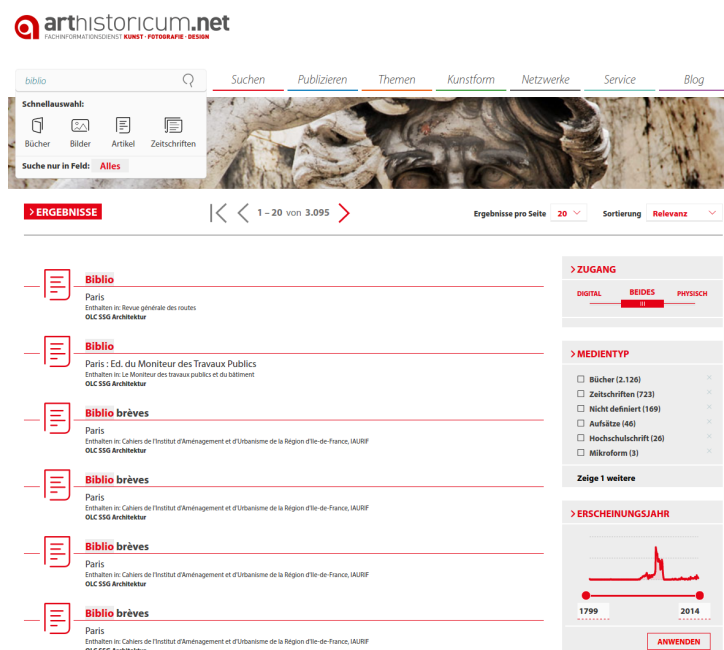 arthistoricum.net
FACHINFORMATIONSDIENST KUNST · FOTOGRAFIE · DESIGN
biblio
Suchen Publizieren Themen Kunstform Netzwerke Service Blog
Schnellauswahl:
Bücher Bilder Artikel Zeitschriften
Suche nur in Feld: Alles
ERGEBNISSE
1 – 20 von 3.095
Ergebnisse pro Seite 20 Sortierung Relevanz
Biblio
Paris
Enthalten in: Revue générale des routes
OLC SSG Architektur
Biblio
Paris : Ed. du Moniteur des Travaux Publics
Enthalten in: Le Moniteur des travaux publics et du bâtiment
OLC SSG Architektur
Biblio brèves
Paris
Enthalten in: Cahiers de l'Institut d'Aménagement et d'Urbanisme de la Région d'Ile-de-France, IAURIF
OLC SSG Architektur
Biblio brèves
Paris
Enthalten in: Cahiers de l'Institut d'Aménagement et d'Urbanisme de la Région d'Ile-de-France, IAURIF
OLC SSG Architektur
Biblio brèves
Paris
Enthalten in: Cahiers de l'Institut d'Aménagement et d'Urbanisme de la Région d'Ile-de-France, IAURIF
OLC SSG Architektur
Biblio brèves
Paris
Enthalten in: Cahiers de l'Institut d'Aménagement et d'Urbanisme de la Région d'Ile-de-France, IAURIF
OLC SSG Architektur
ZUGANG
DIGITAL BEIDES PHYSISCH
MEDIENTYP
Bücher (2.126)
Zeitschriften (723)
Nicht definiert (169)
Aufsätze (46)
Hochschulschrift (26)
Mikroform (3)
Zeige 1 weitere
ERSCHEINUNGSJAHR
1799 2014
ANWENDEN